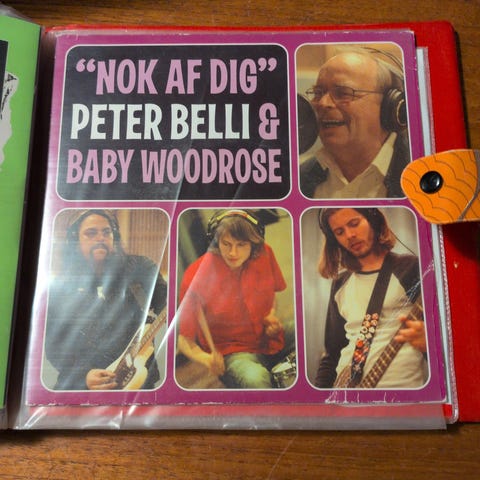 “NOK AF DIG”
PETER BELLI &
BABY WOODROSE